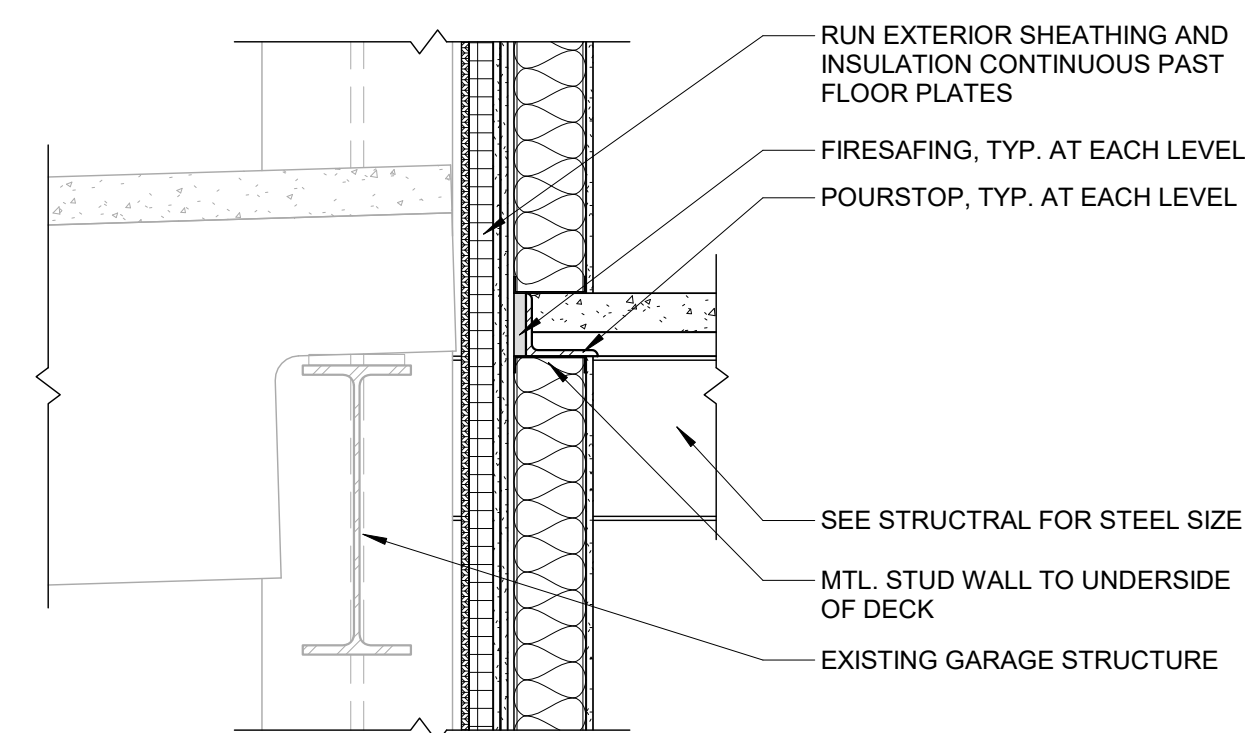 RUN EXTERIOR SHEATHING AND
INSULATION CONTINUOUS PAST
FLOOR PLATES
FIRESAFING, TYP. AT EACH LEVEL
POURSTOP, TYP. AT EACH LEVEL
SEE STRUCTRAL FOR STEEL SIZE
MTL. STUD WALL TO UNDERSIDE
OF DECK
EXISTING GARAGE STRUCTURE